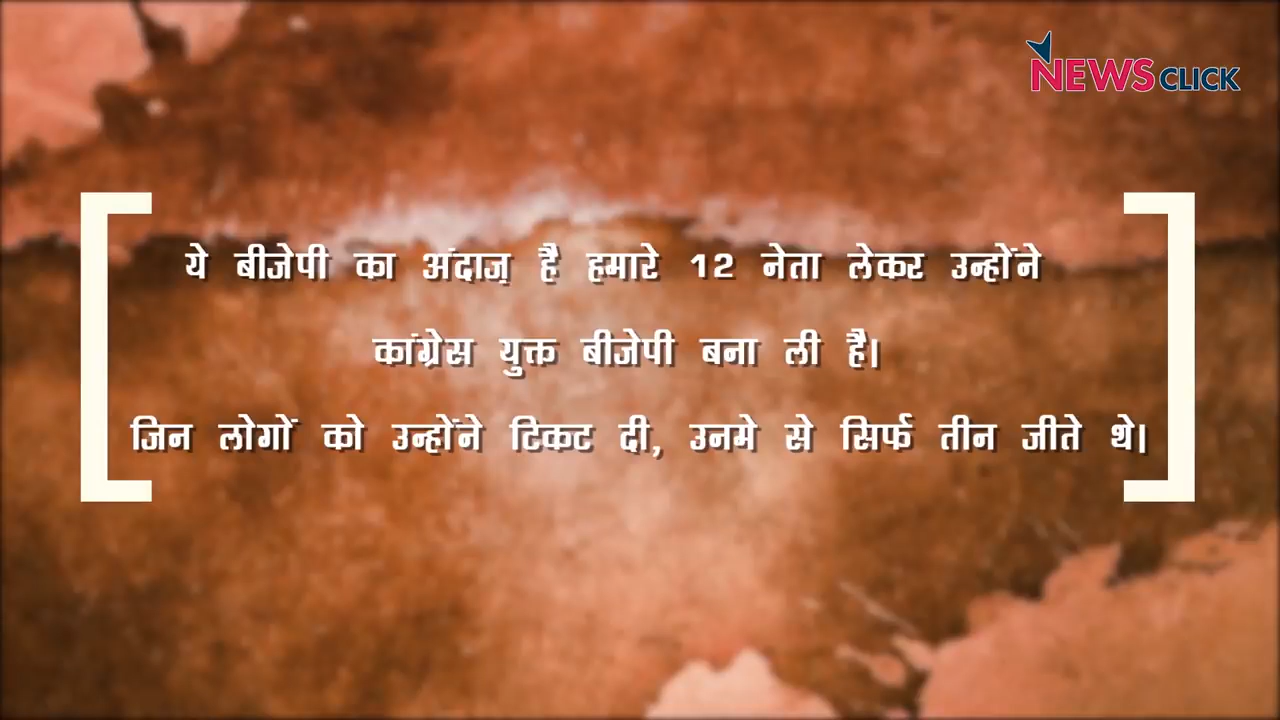 NEWSCLICK
ये बीजेपी का अंदाज़ है हमारे 12 नेता लेकर उन्होंने
कांग्रेस युक्त बीजेपी बना ली है।
जिन लोगों को उन्होंने टिकट दी, उनमे से सिर्फ तीन जीते थे।